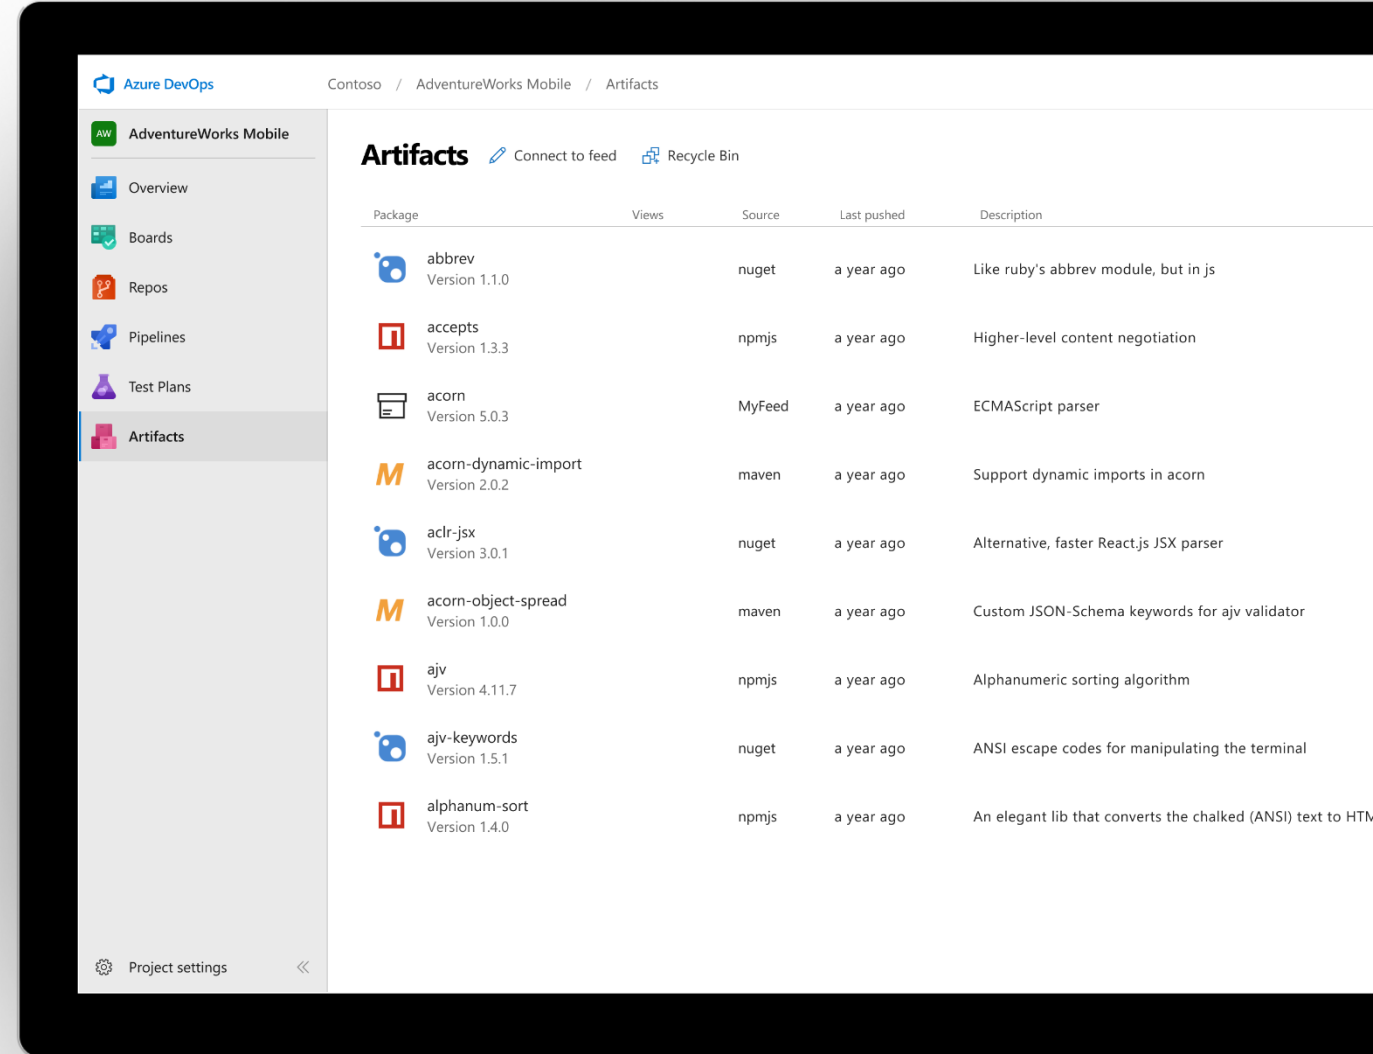 Azure DevOps
Contoso / AdventureWorks Mobile / Artifacts
AW AdventureWorks Mobile
Overview
Boards
Repos
Pipelines
Test Plans
Artifacts
Project settings
Artifacts Connect to feed Recycle Bin
Package Views Source Last pushed Description
abbrev
Version 1.1.0
nuget a year ago Like ruby's abbrev module, but in js
accepts
Version 1.3.3
npmjs a year ago Higher-level content negotiation
acorn
Version 5.0.3
MyFeed a year ago ECMAScript parser
acorn-dynamic-import
Version 2.0.2
maven a year ago Support dynamic imports in acorn
aclr-jsx
Version 3.0.1
nuget a year ago Alternative, faster React.js JSX parser
acorn-object-spread
Version 1.0.0
maven a year ago Custom JSON-Schema keywords for ajv validator
ajv
Version 4.11.7
npmjs a year ago Alphanumeric sorting algorithm
ajv-keywords
Version 1.5.1
nuget a year ago ANSI escape codes for manipulating the terminal
alphanum-sort
Version 1.4.0
npmjs a year ago An elegant lib that converts the chalked (ANSI) text to